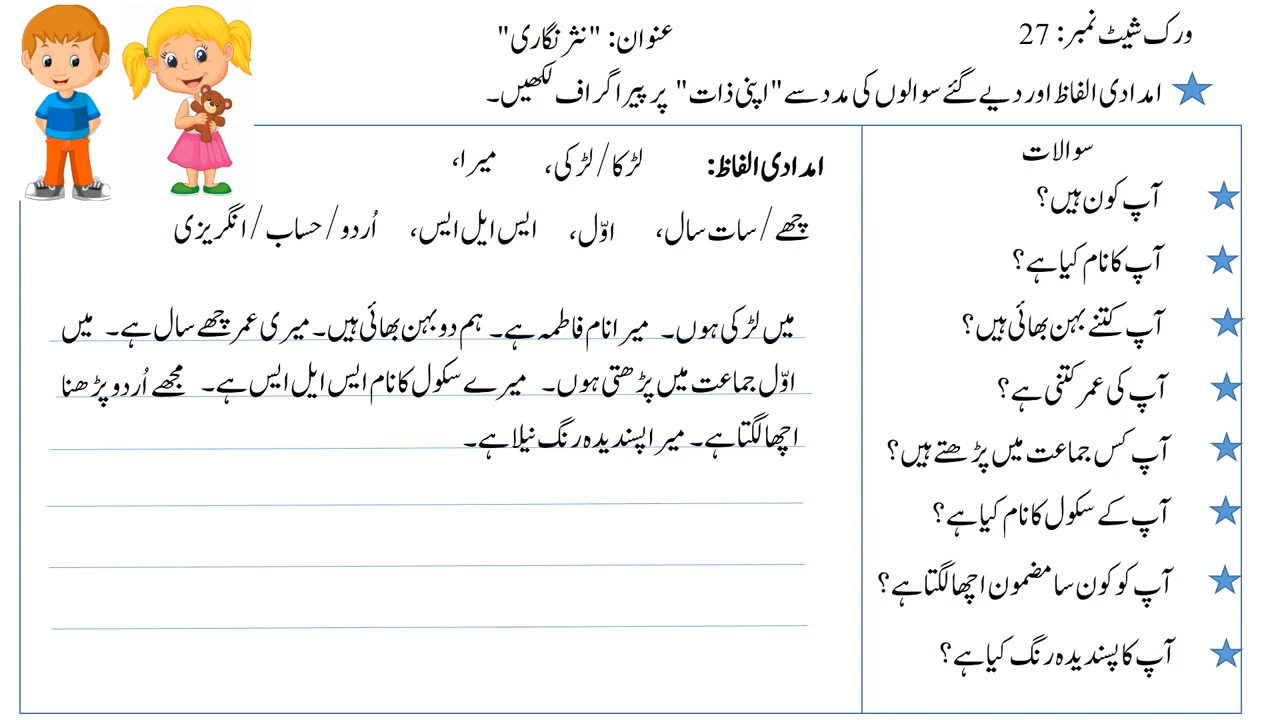 ورک شیٹ نمبر: 27
عنوان: "نثر نگاری"
امدادی الفاظ اور دیے گئے سوالوں کی مدد سے "اپنی ذات" پر پیراگراف لکھیں۔
سوالات
آپ کون ہیں؟
آپ کا نام کیا ہے؟
آپ کتنے بہن بھائی ہیں؟
آپ کی عمر کتنی ہے؟
آپ کس جماعت میں پڑھتے ہیں؟
آپ کے سکول کا نام کیا ہے؟
آپ کو کون سا مضمون اچھا لگتا ہے؟
آپ کا پسندیدہ رنگ کیا ہے؟
امدادی الفاظ: لڑکا/لڑکی، میرا،
چھے/سات سال، اوّل، ایس ایل ایس، اُردو/حساب/انگریزی
میں لڑکی ہوں۔ میرا نام فاطمہ ہے۔ ہم دو بہن بھائی ہیں۔ میری عمر چھے سال ہے۔ میں
اوّل جماعت میں پڑھتی ہوں۔ میرے سکول کا نام ایس ایل ایس ہے۔ مجھے اُردو پڑھنا
اچھا لگتا ہے۔ میرا پسندیدہ رنگ نیلا ہے۔